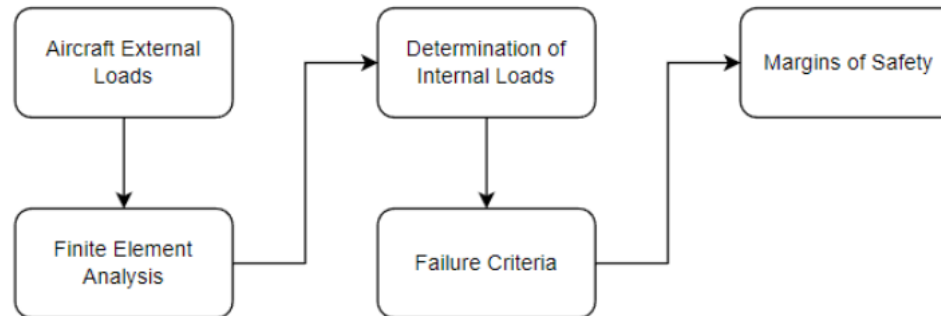 Aircraft External
Loads
Finite Element
Analysis
Determination of
Internal Loads
Failure Criteria
Margins of Safety